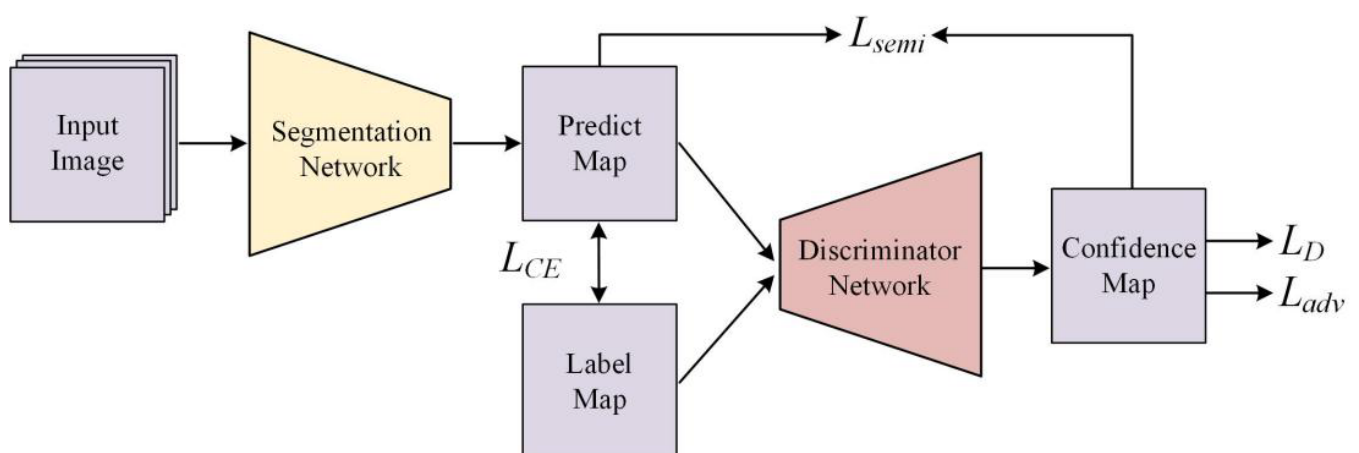 L_semi
Input
Image
Segmentation
Network
Predict
Map
L_CE
Label
Map
Discriminator
Network
Confidence
Map
L_D
L_adv